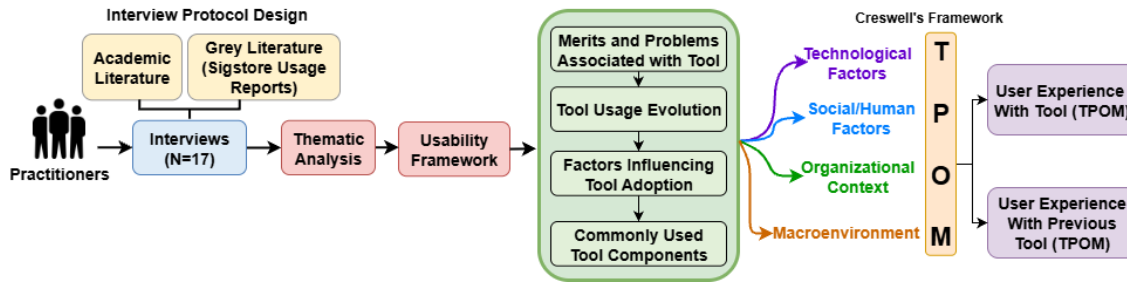 Interview Protocol Design
Academic
Literature
Grey Literature
(Sigstore Usage
Reports)
Practitioners
Interviews
(N=17)
Thematic
Analysis
Usability
Framework
Merits and Problems
Associated with Tool
Tool Usage Evolution
Factors Influencing
Tool Adoption
Commonly Used
Tool Components
Technological
Factors
Social/Human
Factors
Organizational
Context
Macroenvironment
Creswell's Framework
T
P
O
M
User Experience
With Tool (TPOM)
User Experience
With Previous
Tool (TPOM)